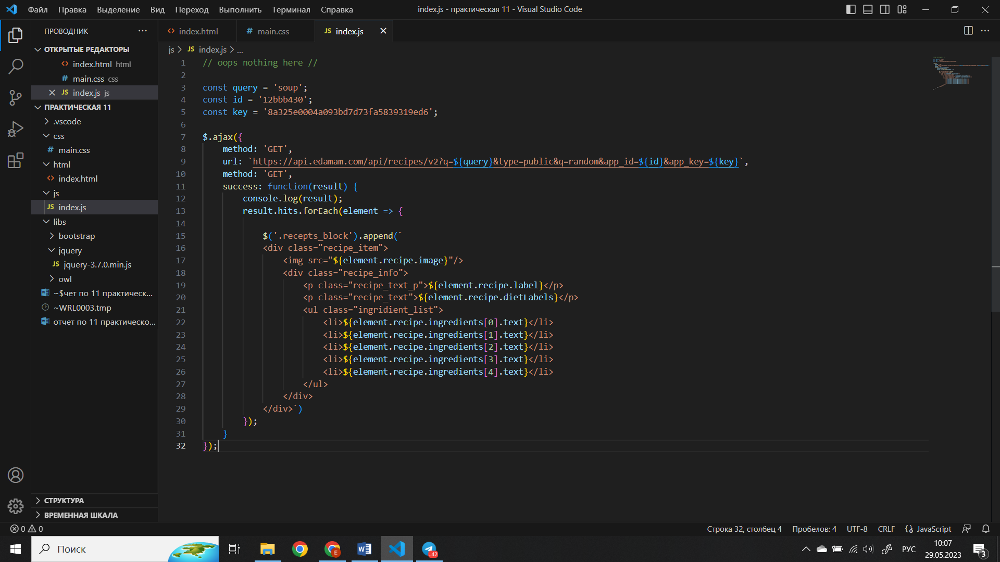 Файл Правка Выделение Вид Переход Выполнить Терминал Справка
index.js - практическая 11 - Visual Studio Code
ПРОВОДНИК
ОТКРЫТЫЕ РЕДАКТОРЫ
index.html html
main.css css
index.js js
ПРАКТИЧЕСКАЯ 11
.vscode
css
main.css
html
index.html
js
index.js
libs
bootstrap
jquery
jquery-3.7.0.min.js
owl
~$чет по 11 практическ...
~WRL0003.tmp
отчет по 11 практическо...
СТРУКТУРА
ВРЕМЕННАЯ ШКАЛА
index.html
main.css
index.js
js > JS index.js > ...
1 // oops nothing here //
2
3 const query = 'soup';
4 const id = '12bbb430';
5 const key = '8a325e0004a093bd7d73fa5839319ed6';
6
7 $.ajax({
8 method: 'GET',
9 url: `https://api.edamam.com/api/recipes/v2?q=${query}&type=public&q=random&app_id=${id}&app_key=${key}`,
10 method: 'GET',
11 success: function(result) {
12 console.log(result);
13 result.hits.forEach(element => {
14
15 $('.recepts_block').append(`
16 <div class="recipe_item">
17 <img src="${element.recipe.image}"/>
18 <div class="recipe_info">
19 <p class="recipe_text_p">${element.recipe.label}</p>
20 <p class="recipe_text">${element.recipe.dietLabels}</p>
21 <ul class="ingridient_list">
22 <li>${element.recipe.ingredients[0].text}</li>
23 <li>${element.recipe.ingredients[1].text}</li>
24 <li>${element.recipe.ingredients[2].text}</li>
25 <li>${element.recipe.ingredients[3].text}</li>
26 <li>${element.recipe.ingredients[4].text}</li>
27 </ul>
28 </div>
29 </div>`)
30 });
31 }
32 });
0 0
Строка 32, столбец 4 Пробелов: 4 UTF-8 CRLF JavaScript
Поиск
..42
РУС
10:07
29.05.2023
3